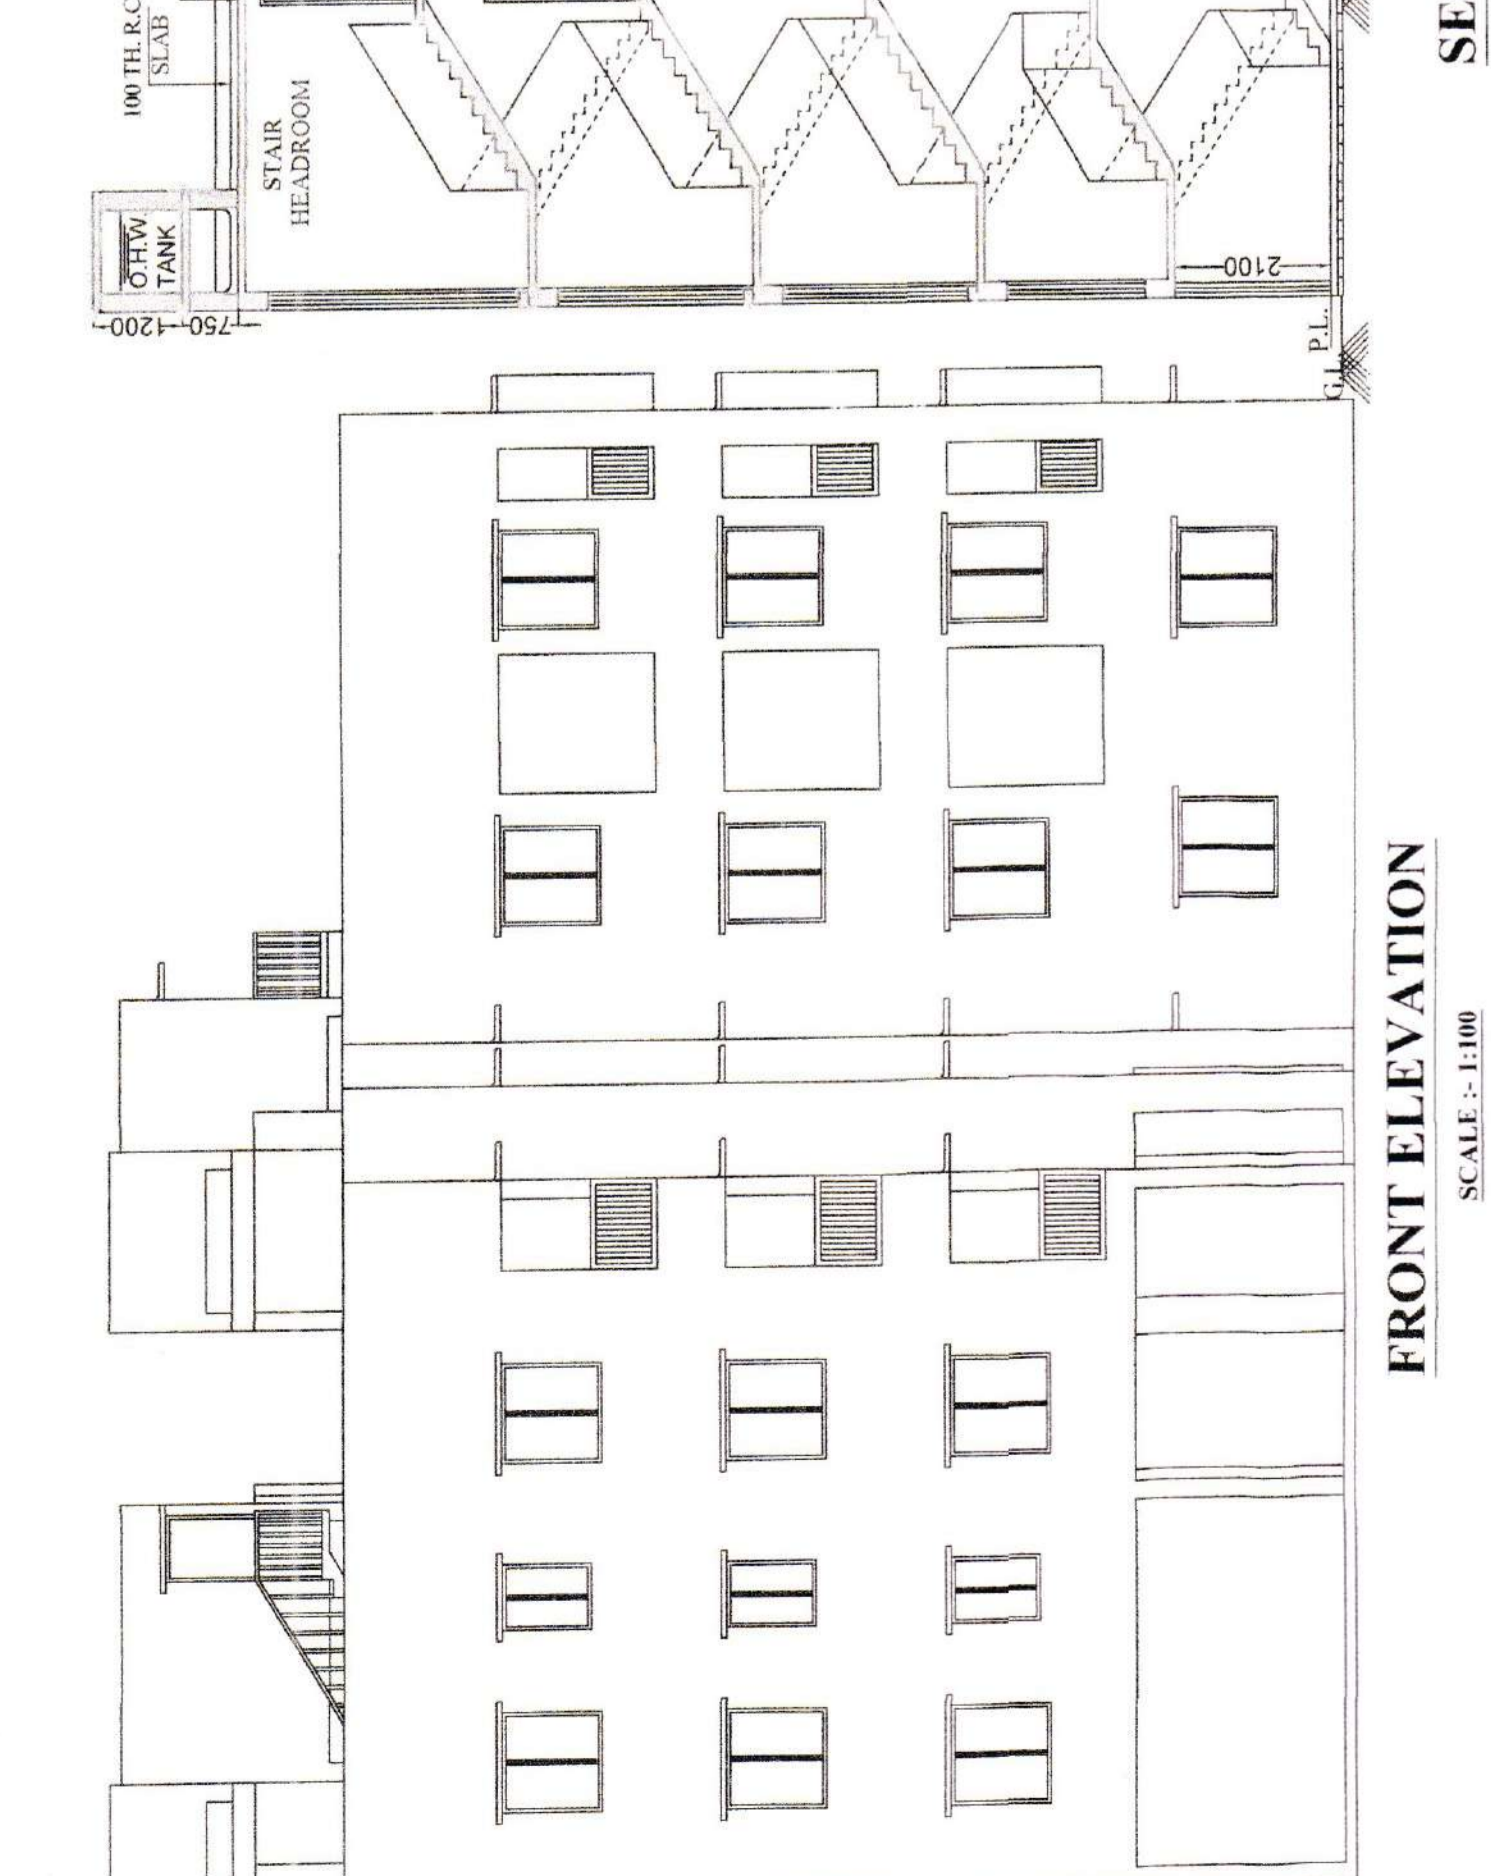 FRONT ELEVATION
SCALE :- 1:100
100 TH. R.C
SLAB
STAIR
HEADROOM
O.H.W.
TANK
1200
750
2100
P.L.
G.L.
SE